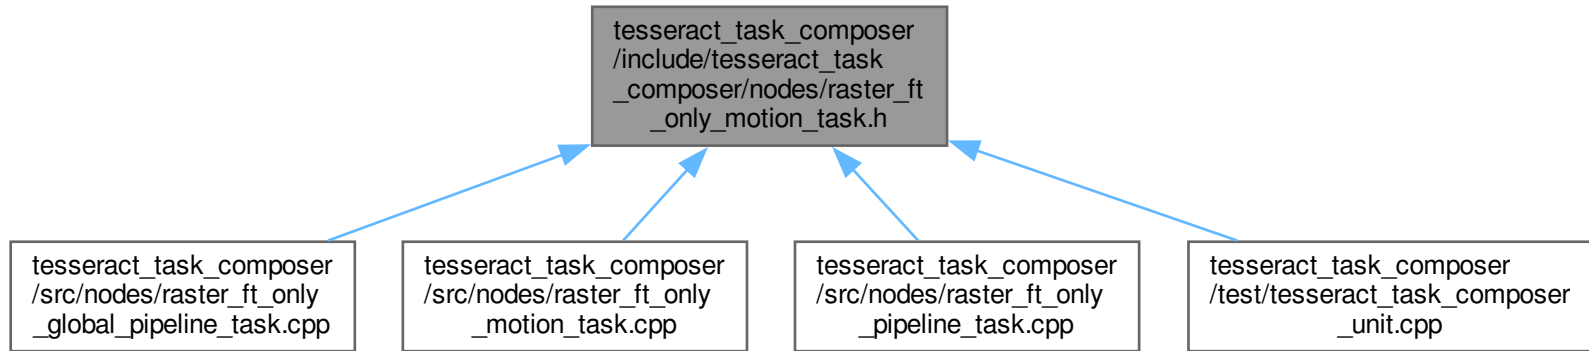 tesseract_task_composer
/include/tesseract_task
_composer/nodes/raster_ft
_only_motion_task.h
tesseract_task_composer
/src/nodes/raster_ft_only
_global_pipeline_task.cpp
tesseract_task_composer
/src/nodes/raster_ft_only
_motion_task.cpp
tesseract_task_composer
/src/nodes/raster_ft_only
_pipeline_task.cpp
tesseract_task_composer
/test/tesseract_task_composer
_unit.cpp